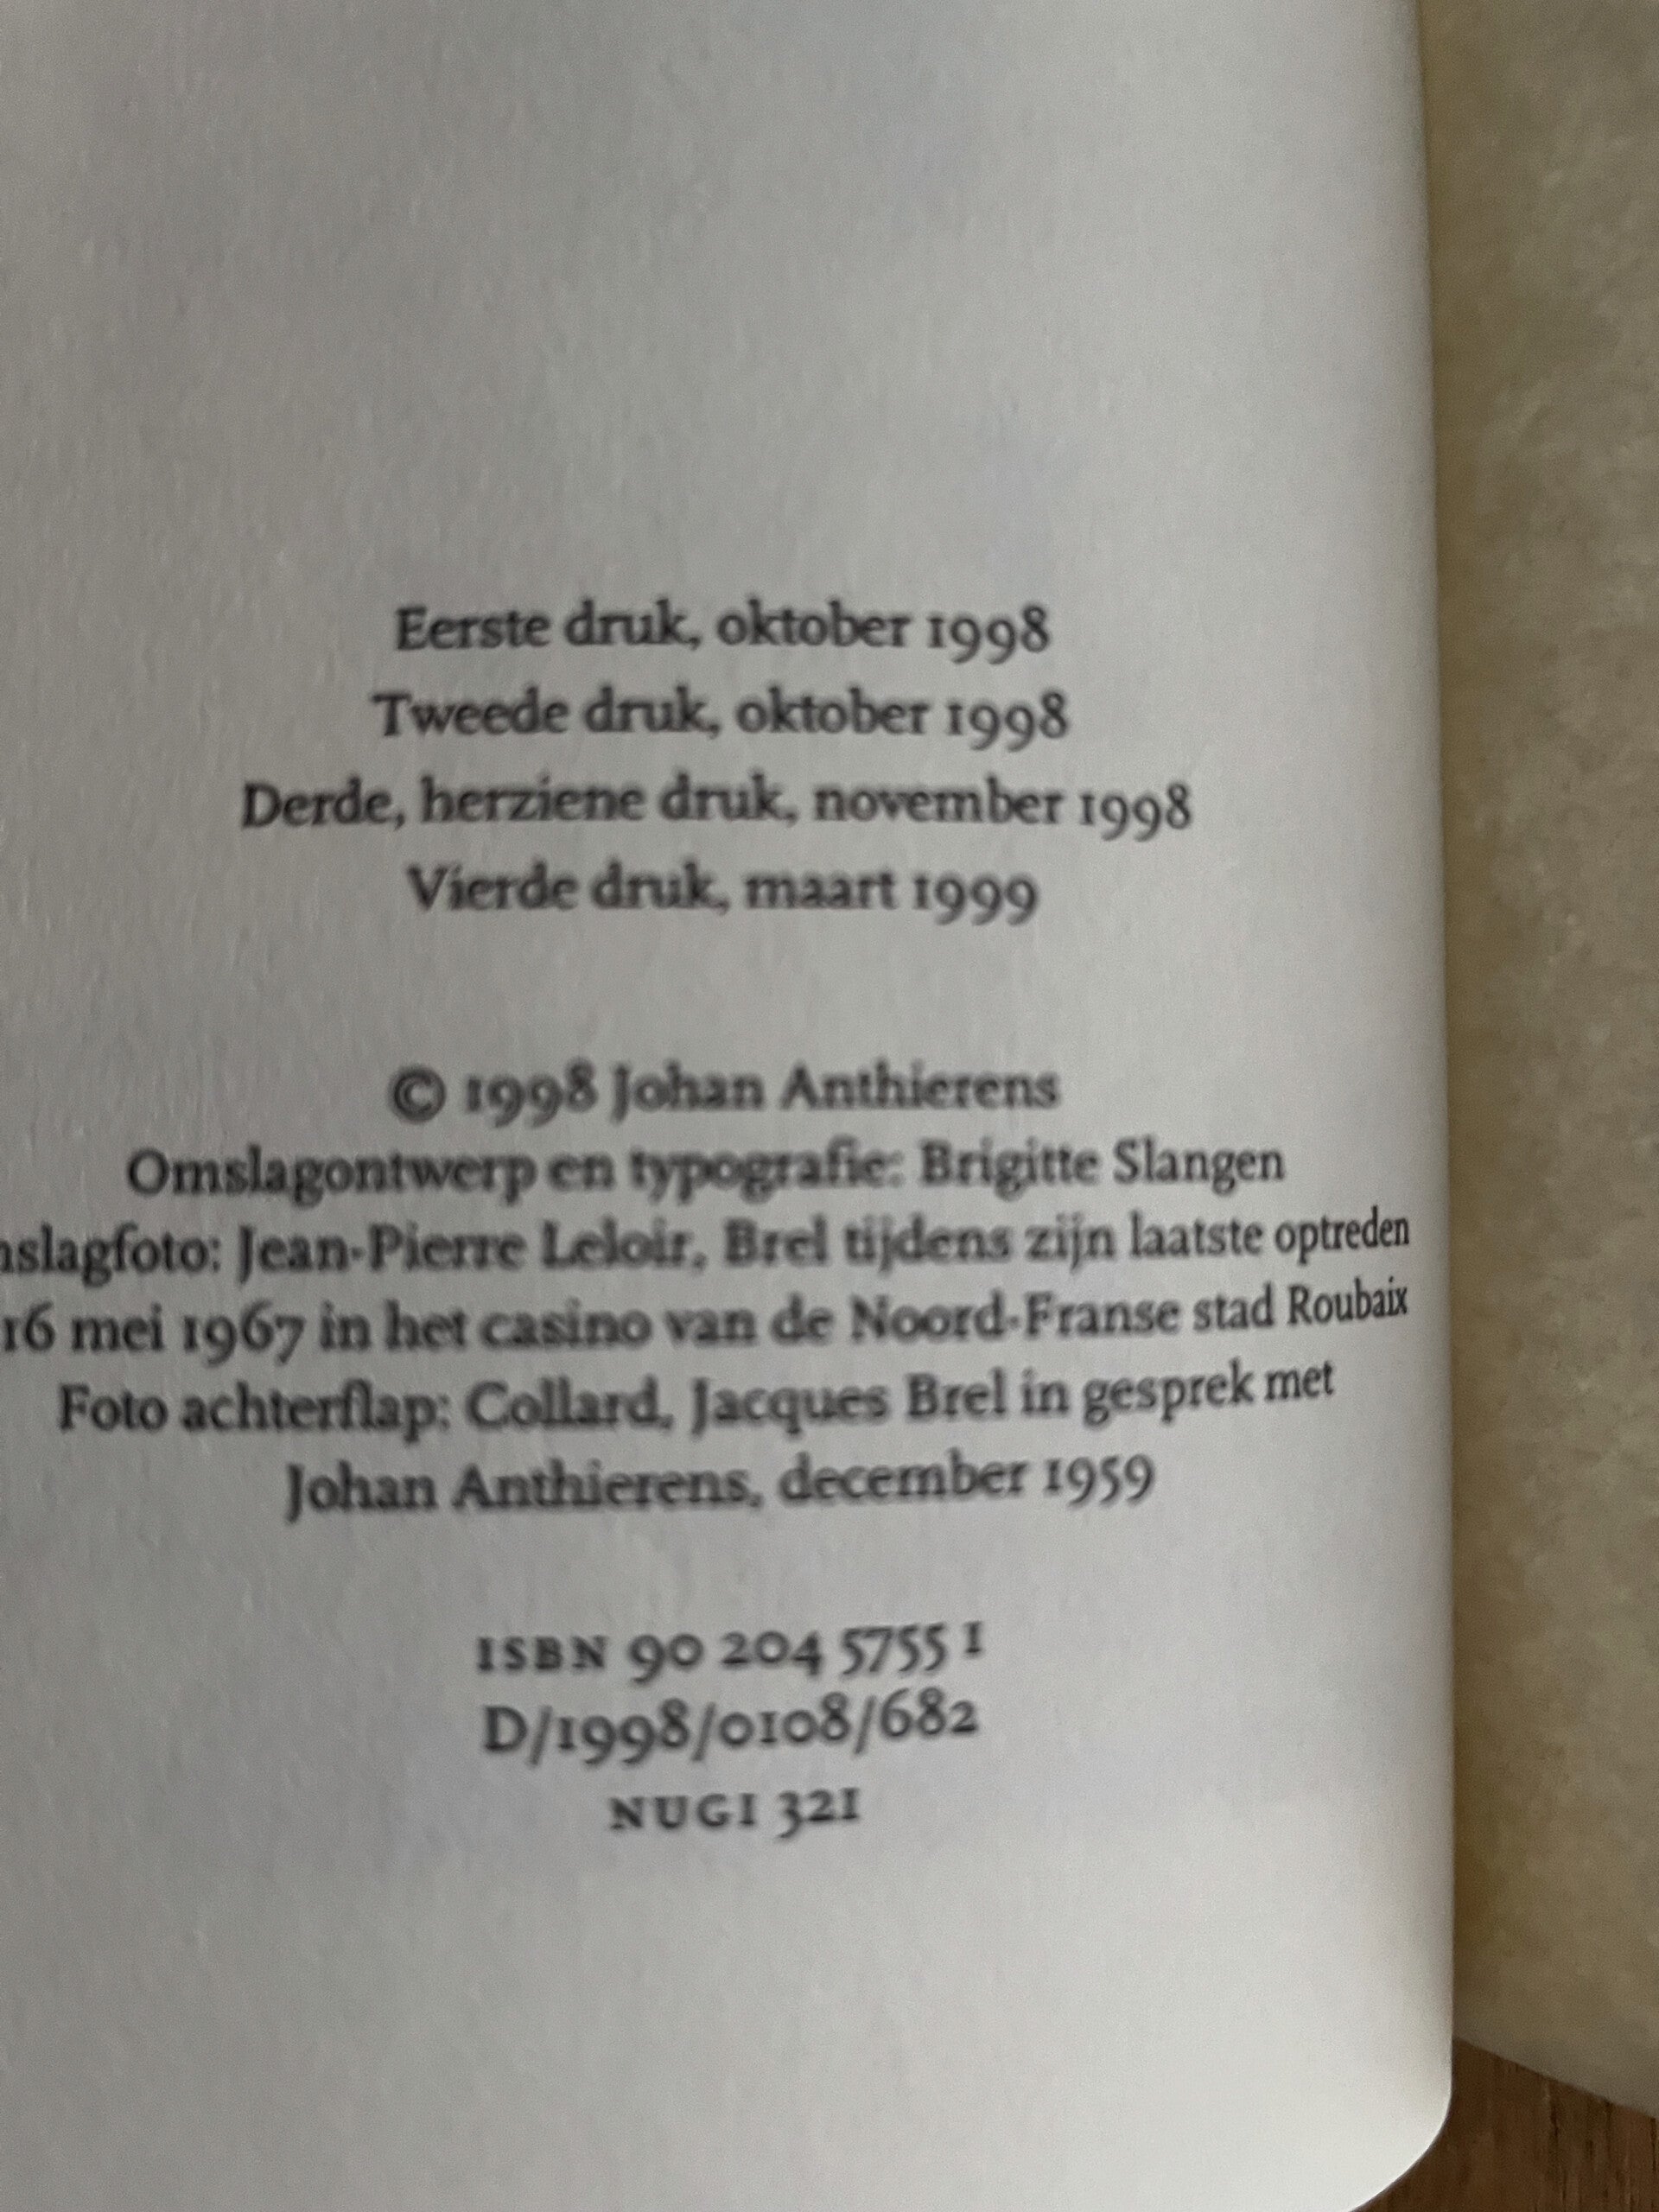 Eerste druk, oktober 1998
Tweede druk, oktober 1998
Derde, herziene druk, november 1998
Vierde druk, maart 1999
© 1998 Johan Anthierens
Omslagontwerp en typografie: Brigitte Slangen
Jean-Pierre Leloir, Brel tijdens zijn laatste optreden
16 mei 1967 in het casino van de Noord-Franse stad Roubaix
Foto achterflap: Collard, Jacques Brel in gesprek met
Johan Anthierens, december 1959
ISBN 90 204 5755 1
D/1998/0108/682
NUGI 321